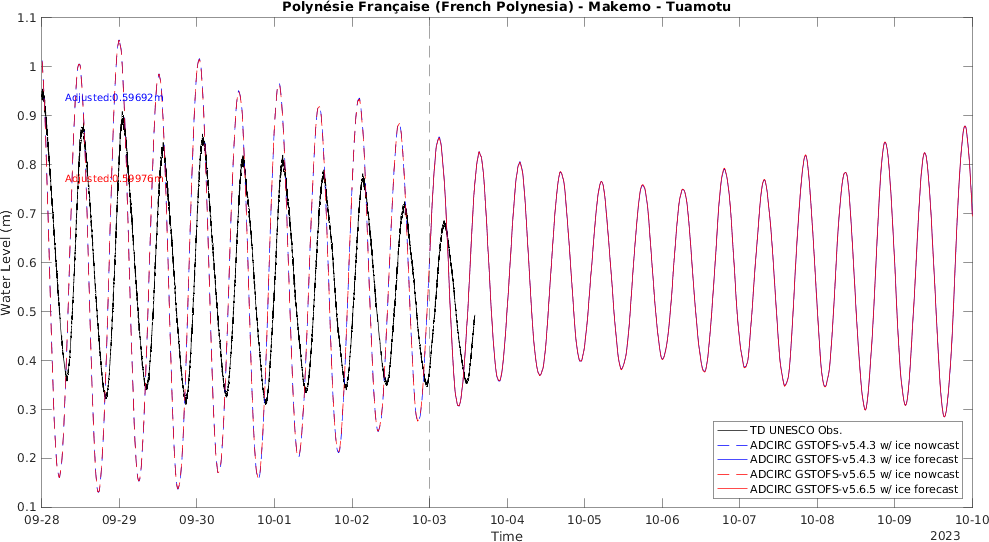 Polynésie Française (French Polynesia) - Makemo - Tuamotu
1.1
1
0.9
0.8
0.7
0.6
0.5
0.4
0.3
0.2
0.1
Water Level (m)
Adjusted:0.59692m
Adjusted:0.59976m
TD UNESCO Obs.
ADCIRC GSTOFS-v5.4.3 w/ ice nowcast
ADCIRC GSTOFS-v5.4.3 w/ ice forecast
ADCIRC GSTOFS-v5.6.5 w/ ice nowcast
ADCIRC GSTOFS-v5.6.5 w/ ice forecast
09-28 09-29 09-30 10-01 10-02 10-03 10-04 10-05 10-06 10-07 10-08 10-09 10-10
Time
2023